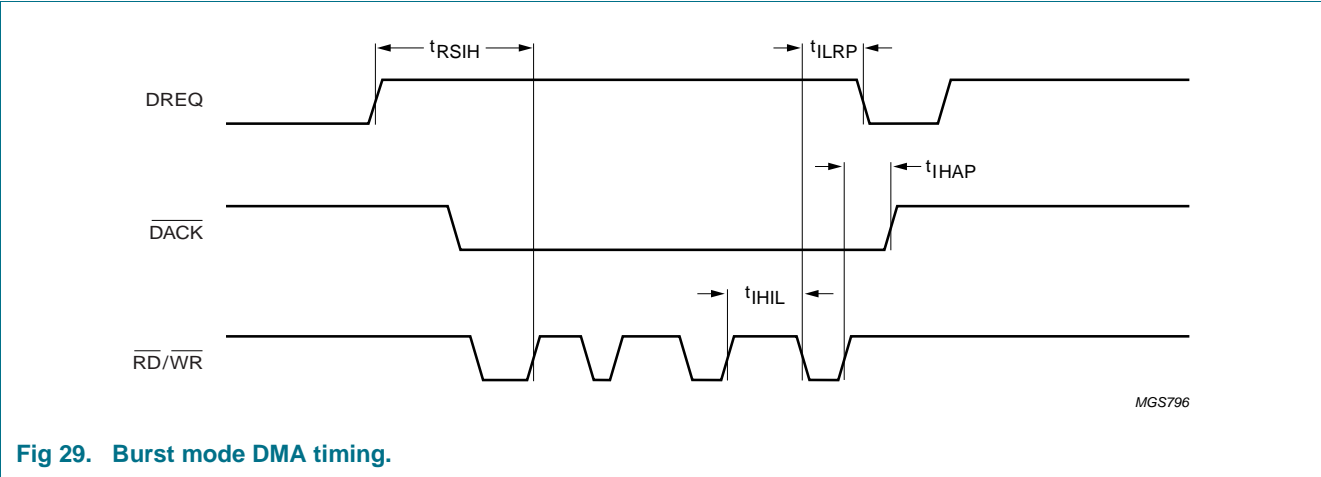 tRSIH
tILRP
DREQ
tIHAP
DACK
tIHIL
RD/WR
MGS796
Fig 29. Burst mode DMA timing.